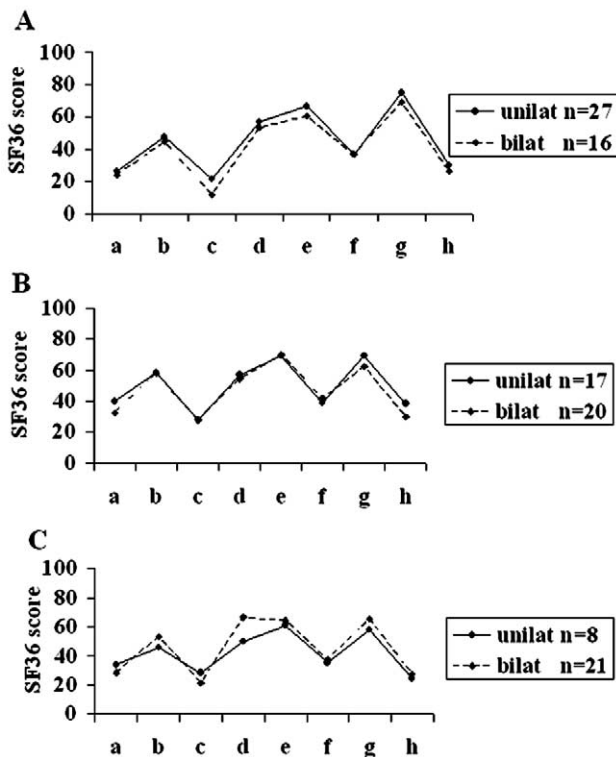 A
SF36 score
100
80
60
40
20
0
a b c d e f g h
unilat n=27
bilat n=16
B
SF36 score
100
80
60
40
20
0
a b c d e f g h
unilat n=17
bilat n=20
C
SF36 score
100
80
60
40
20
0
a b c d e f g h
unilat n=8
bilat n=21